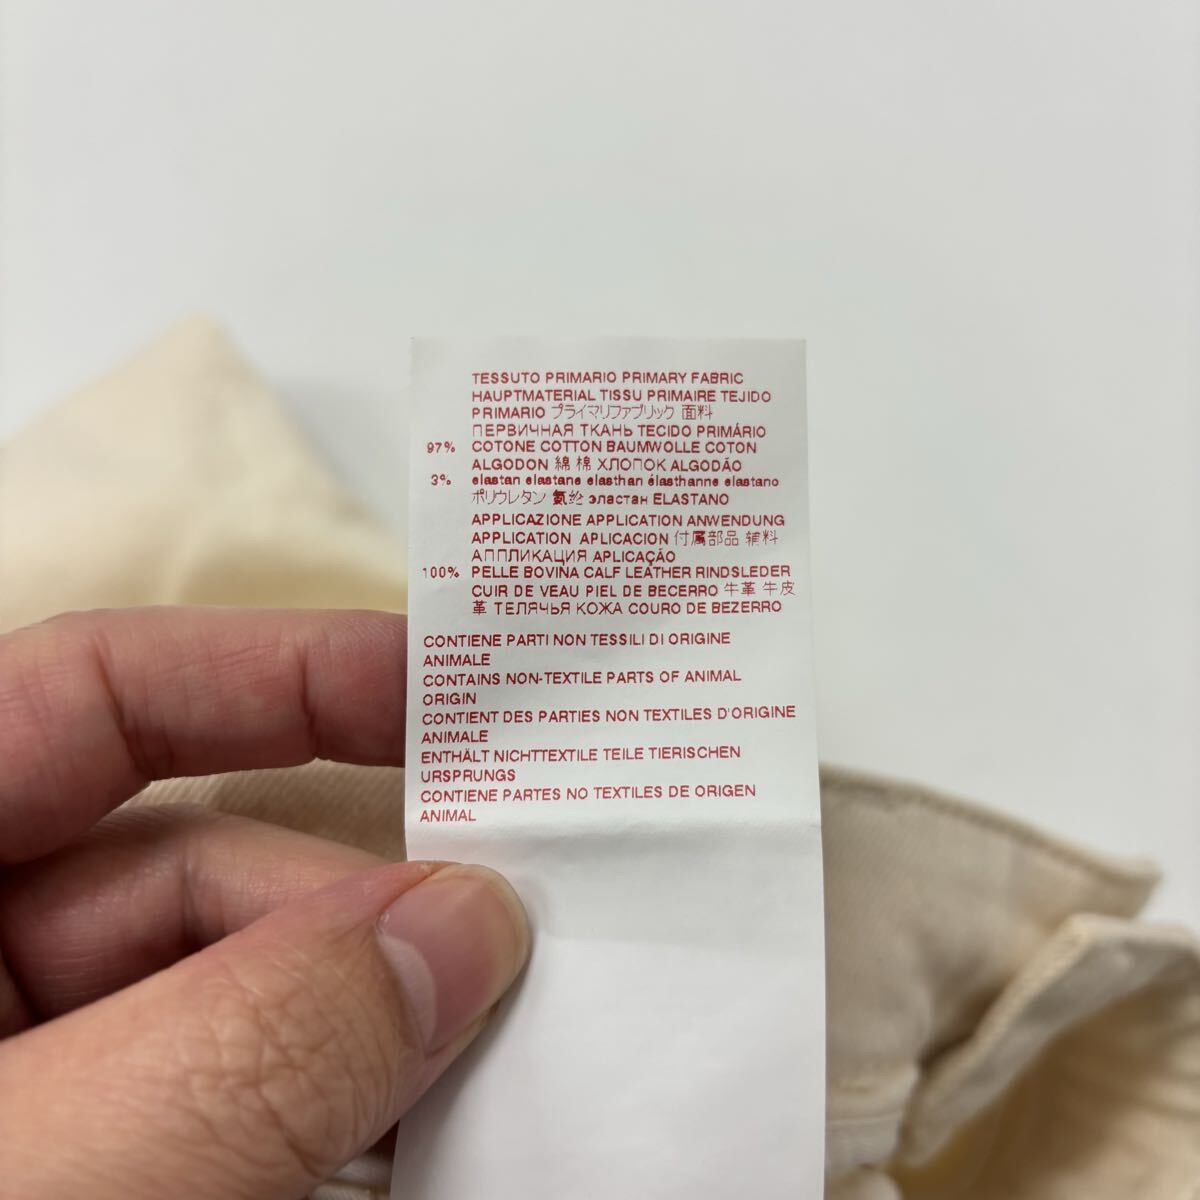 TESSUTO PRIMARIO PRIMARY FABRIC
HAUPTMATERIAL TISSU PRIMAIRE TEJIDO
PRIMARIO プライマリファブリック 面料
ПЕРВИЧНАЯ ТКАНЬ TECIDO PRIMÁRIO
97% COTONE COTTON BAUMWOLLE COTON
ALGODON 綿 棉 ХЛОПОК ALGODÃO
3% elastan elastane elasthan élasthanne elastano
ポリウレタン 氨纶 эластан ELASTANO
APPLICAZIONE APPLICATION ANWENDUNG
APPLICATION APLICACION 付属部品 辅料
АППЛИКАЦИЯ APLICAÇÃO
100% PELLE BOVINA CALF LEATHER RINDSLEDER
CUIR DE VEAU PIEL DE BECERRO 牛革 牛皮
革 ТЕЛЯЧЬЯ КОЖА COURO DE BEZERRO
CONTIENE PARTI NON TESSILI DI ORIGINE
ANIMALE
CONTAINS NON-TEXTILE PARTS OF ANIMAL
ORIGIN
CONTIENT DES PARTIES NON TEXTILES D'ORIGINE
ANIMALE
ENTHÄLT NICHTTEXTILE TEILE TIERISCHEN
URSPRUNGS
CONTIENE PARTES NO TEXTILES DE ORIGEN
ANIMAL